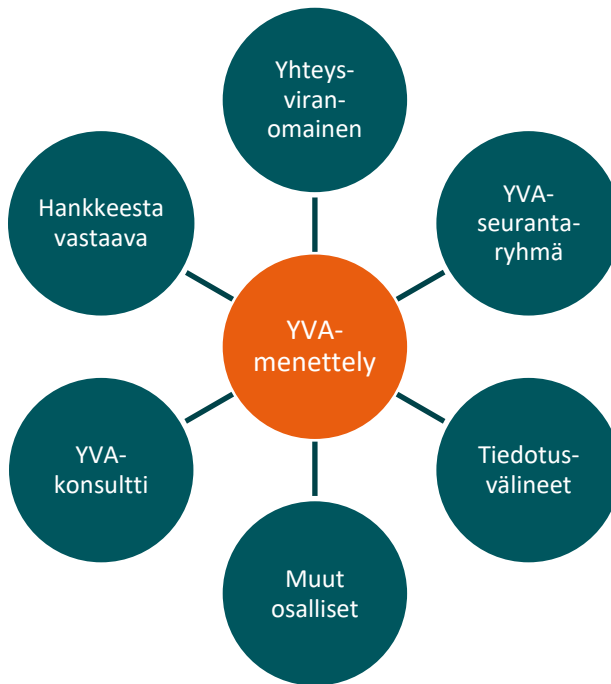 Yhteys-
viran-
omainen
Hankkeesta
vastaava
YVA-
seuranta-
ryhmä
YVA-
menettely
YVA-
konsultti
Tiedotus-
välineet
Muut
osalliset